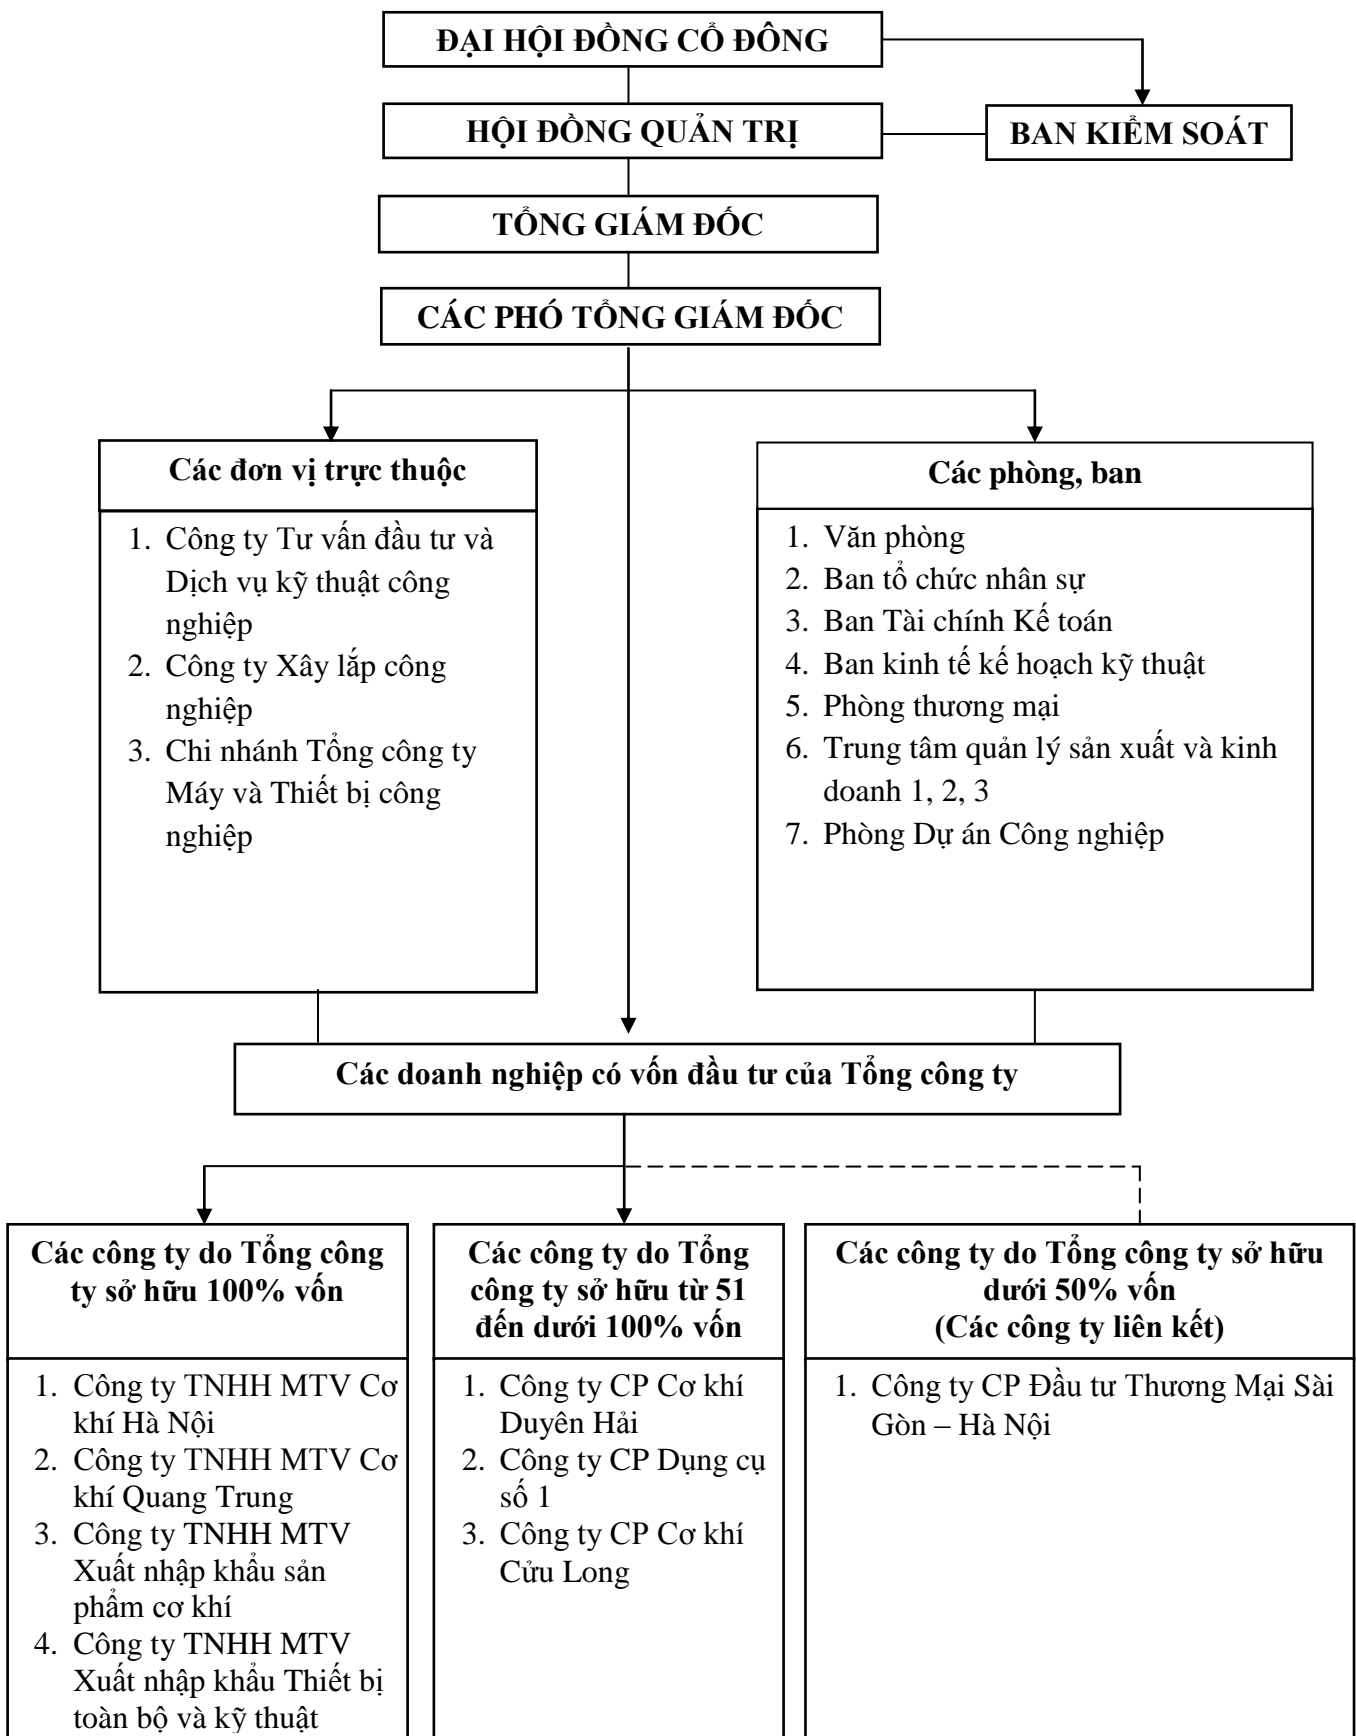 ĐẠI HỘI ĐỒNG CỔ ĐÔNG
HỘI ĐỒNG QUẢN TRỊ
BAN KIỂM SOÁT
TỔNG GIÁM ĐỐC
CÁC PHÓ TỔNG GIÁM ĐỐC
Các đơn vị trực thuộc
1. Công ty Tư vấn đầu tư và
Dịch vụ kỹ thuật công
nghiệp
2. Công ty Xây lắp công
nghiệp
3. Chi nhánh Tổng công ty
Máy và Thiết bị công
nghiệp
Các phòng, ban
1. Văn phòng
2. Ban tổ chức nhân sự
3. Ban Tài chính Kế toán
4. Ban kinh tế kế hoạch kỹ thuật
5. Phòng thương mại
6. Trung tâm quản lý sản xuất và kinh
doanh 1, 2, 3
7. Phòng Dự án Công nghiệp
Các doanh nghiệp có vốn đầu tư của Tổng công ty
Các công ty do Tổng công
ty sở hữu 100% vốn
1. Công ty TNHH MTV Cơ
khí Hà Nội
2. Công ty TNHH MTV Cơ
khí Quang Trung
3. Công ty TNHH MTV
Xuất nhập khẩu sản
phẩm cơ khí
4. Công ty TNHH MTV
Xuất nhập khẩu Thiết bị
toàn bộ và kỹ thuật
Các công ty do Tổng
công ty sở hữu từ 51
đến dưới 100% vốn
1. Công ty CP Cơ khí
Duyên Hải
2. Công ty CP Dụng cụ
số 1
3. Công ty CP Cơ khí
Cửu Long
Các công ty do Tổng công ty sở hữu
dưới 50% vốn
(Các công ty liên kết)
1. Công ty CP Đầu tư Thương Mại Sài
Gòn – Hà Nội